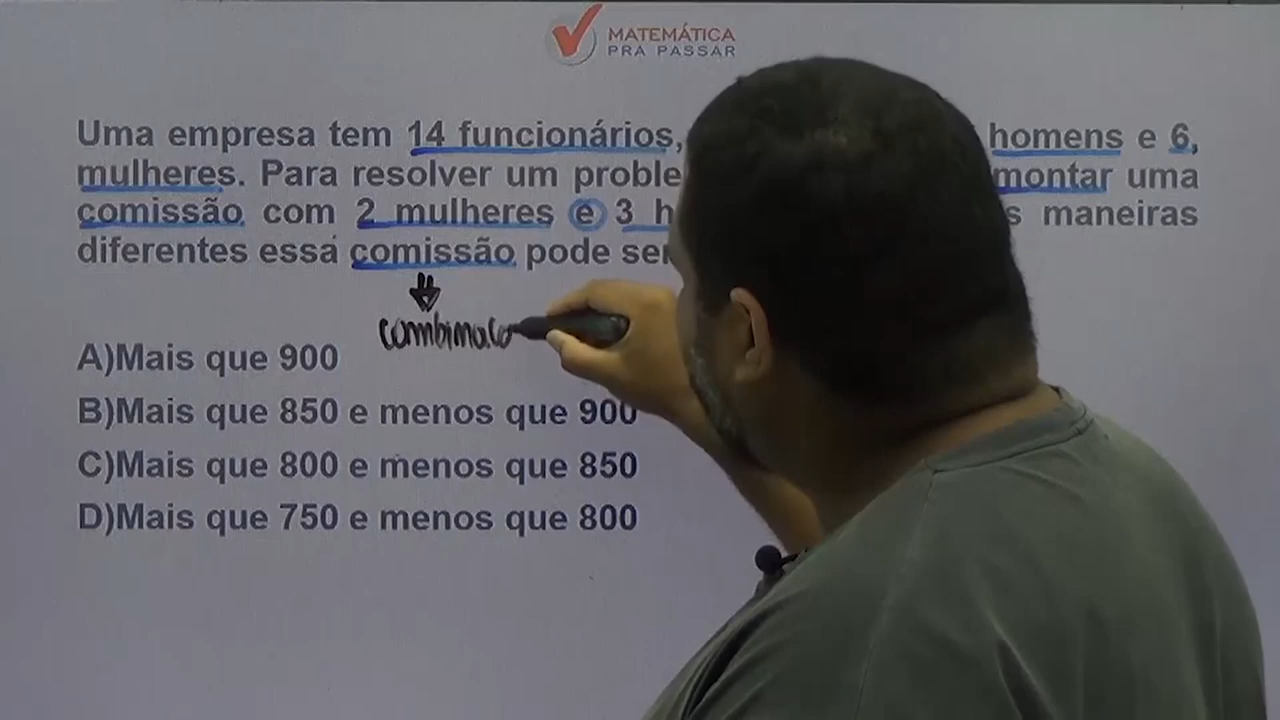 MATEMÁTICA
PRA PASSAR
Uma empresa tem 14 funcionários, homens e 6,
mulheres. Para resolver um proble montar uma
comissão com 2 mulheres e 3 h s maneiras
diferentes essa comissão pode ser
combinaco
A)Mais que 900
B)Mais que 850 e menos que 900
C)Mais que 800 e menos que 850
D)Mais que 750 e menos que 800